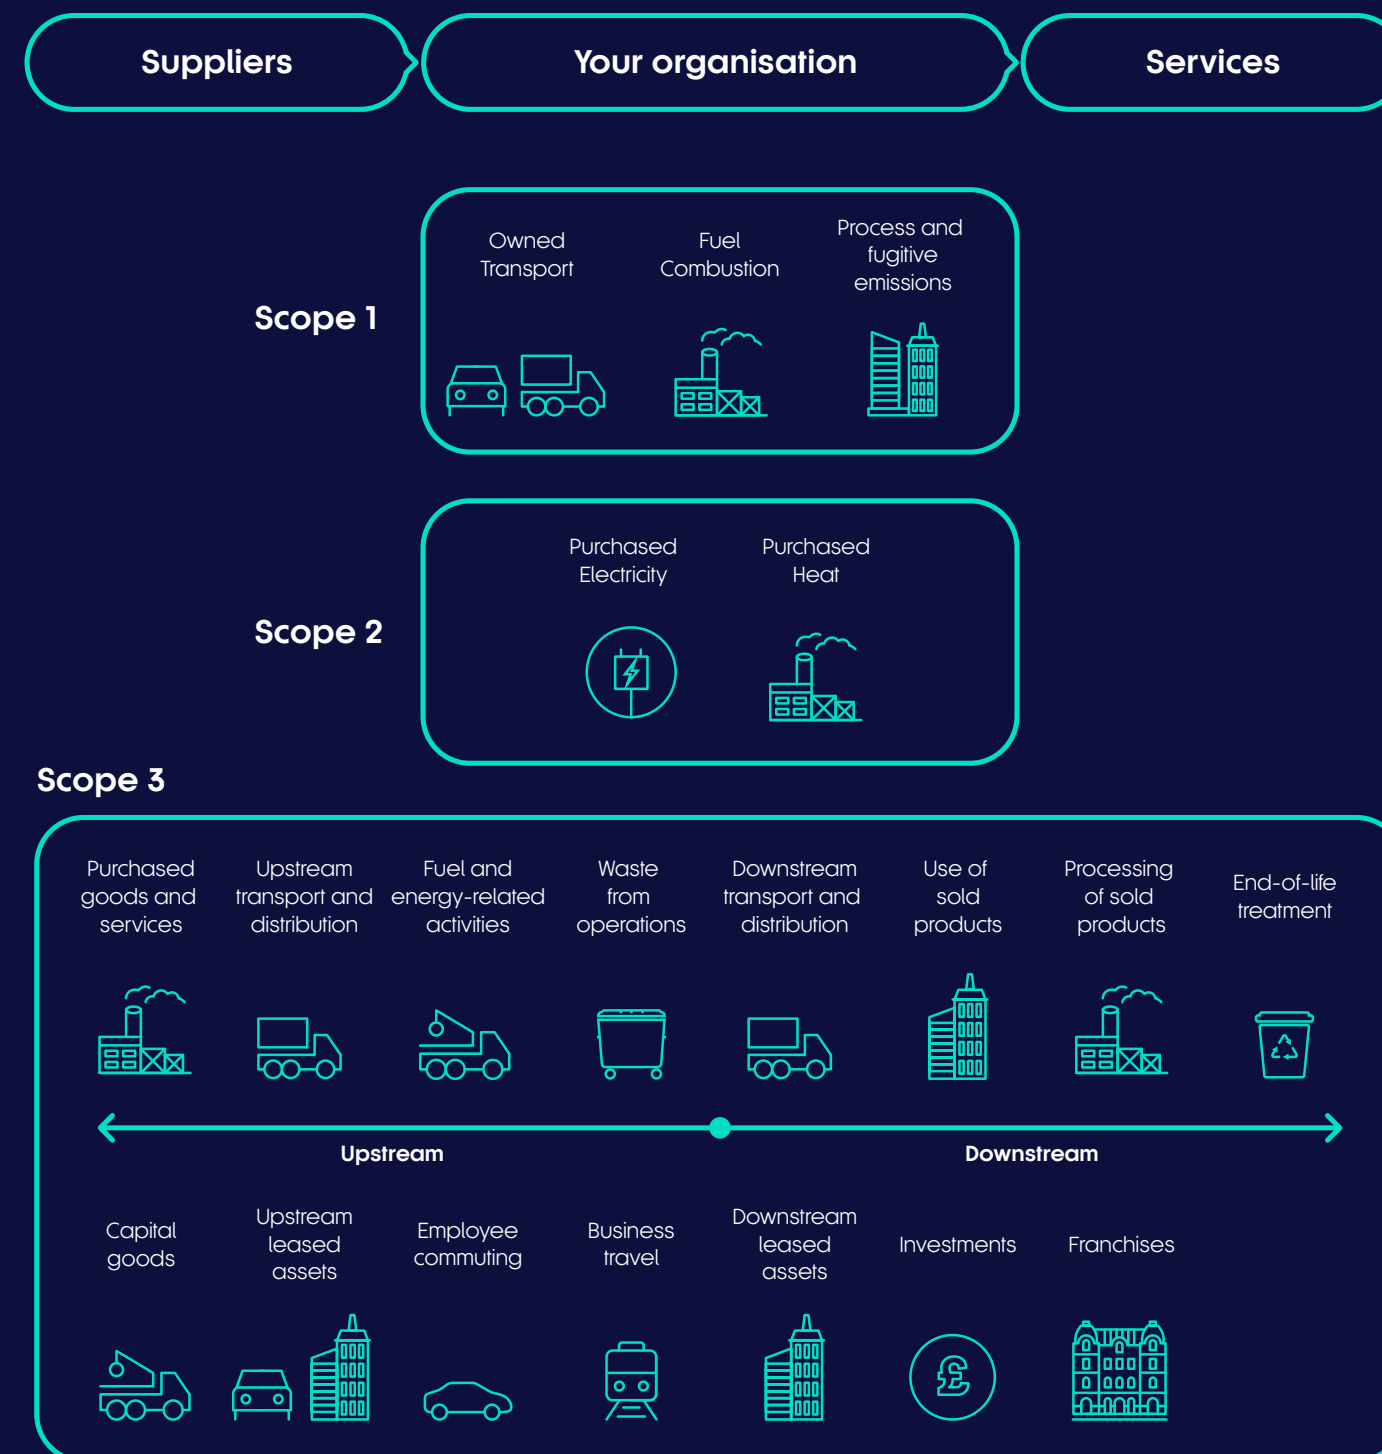 Suppliers
Your organisation
Services
Scope 1
Owned
Transport
Fuel
Combustion
Process and
fugitive
emissions
Scope 2
Purchased
Electricity
Purchased
Heat
Scope 3
Purchased
goods and
services
Upstream
transport and
distribution
Fuel and
energy-related
activities
Waste
from
operations
Downstream
transport and
distribution
Use of
sold
products
Processing
of sold
products
End-of-life
treatment
Upstream
Downstream
Capital
goods
Upstream
leased
assets
Employee
commuting
Business
travel
Downstream
leased
assets
Investments
£
Franchises